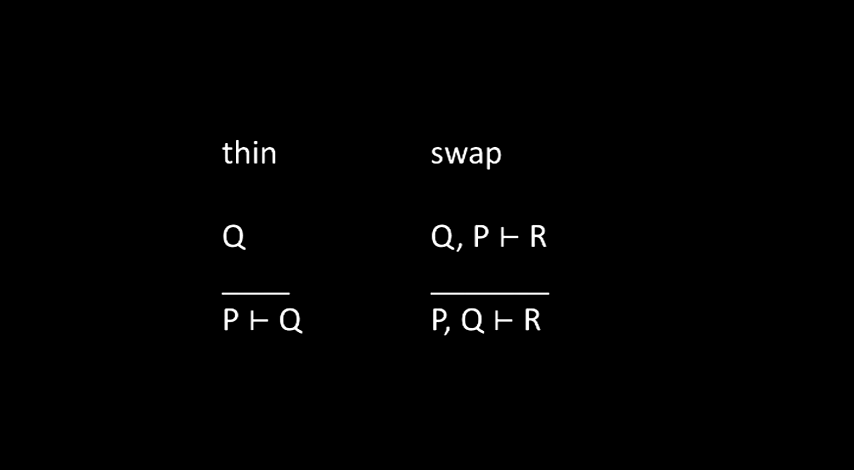 thin
Q
P ⊢ Q
swap
Q, P ⊢ R
P, Q ⊢ R